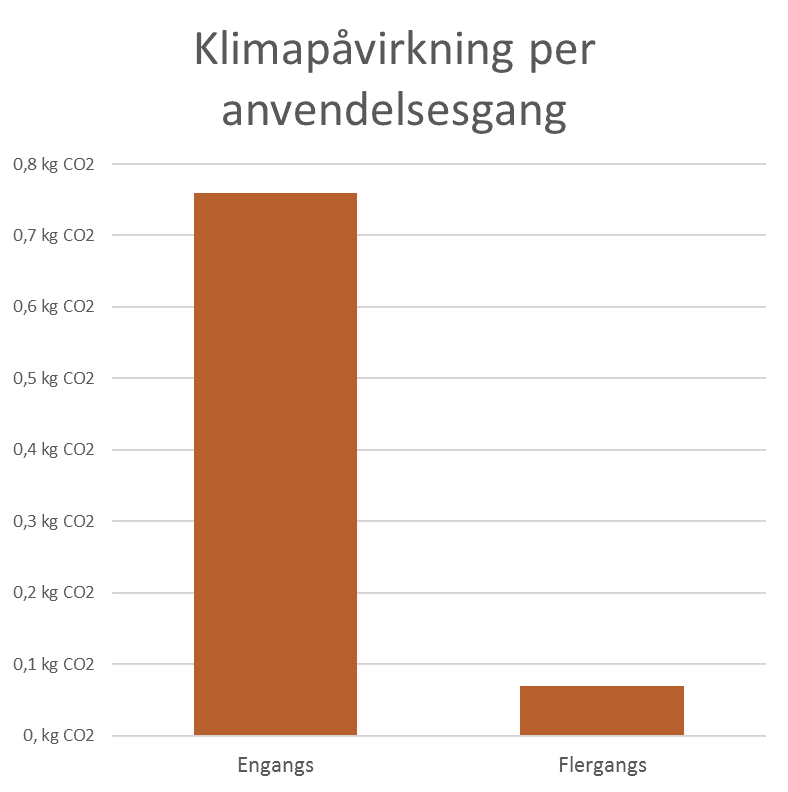 Klimapåvirkning per
anvendelsesgang
0,8 kg CO2
0,7 kg CO2
0,6 kg CO2
0,5 kg CO2
0,4 kg CO2
0,3 kg CO2
0,2 kg CO2
0,1 kg CO2
0, kg CO2
Engangs
Flergangs